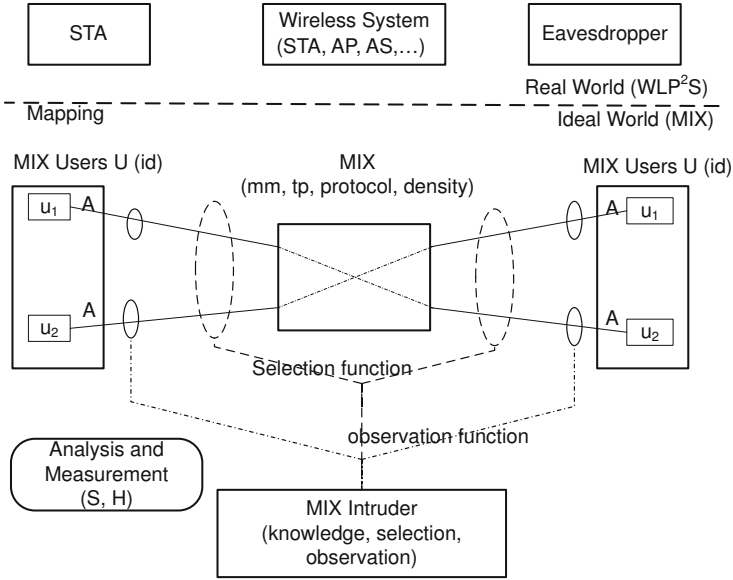 STA
Wireless System
(STA, AP, AS,...)
Eavesdropper
Real World (WLP²S)
Mapping
Ideal World (MIX)
MIX Users U (id)
MIX
(mm, tp, protocol, density)
MIX Users U (id)
u₁
A
A
u₁
A
A
u₂
u₂
Selection function
observation function
Analysis and
Measurement
(S, H)
MIX Intruder
(knowledge, selection,
observation)